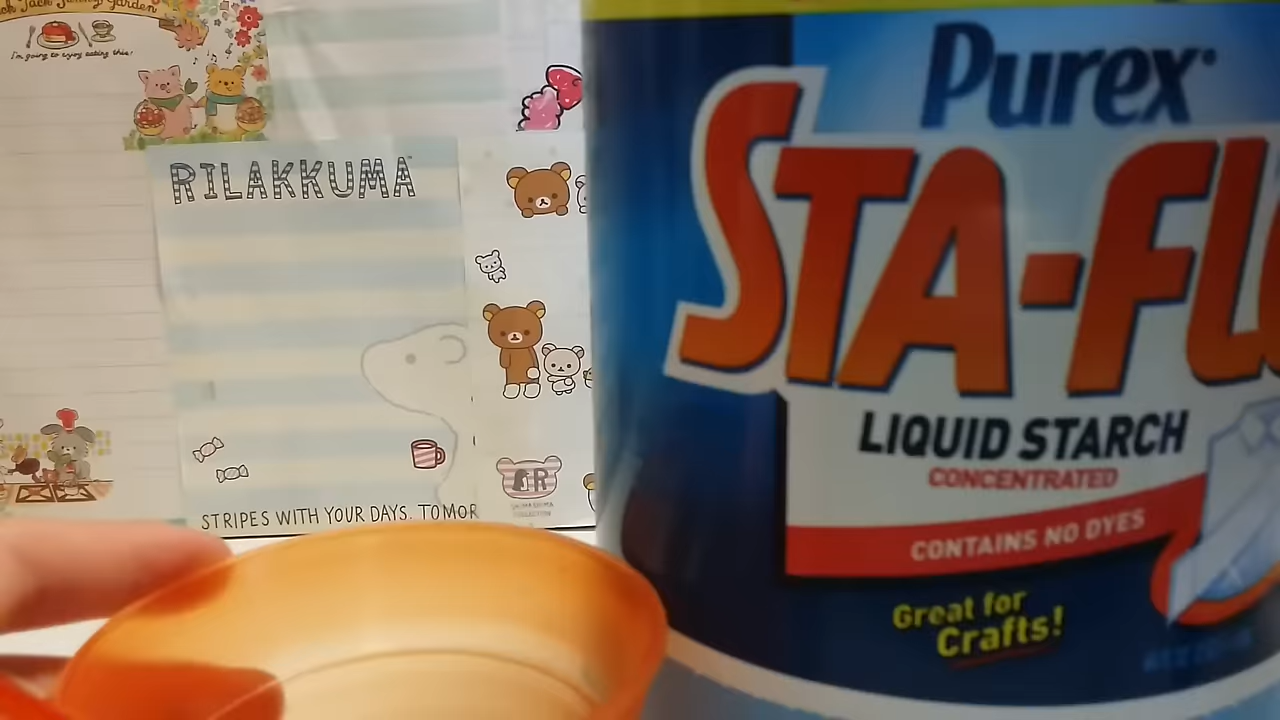 I'm going to enjoy eating this!
RILAKKUMA
STRIPES WITH YOUR DAYS. TOMOR
Purex
STA-FL
LIQUID STARCH
CONCENTRATED
CONTAINS NO DYES
Great for
Crafts!